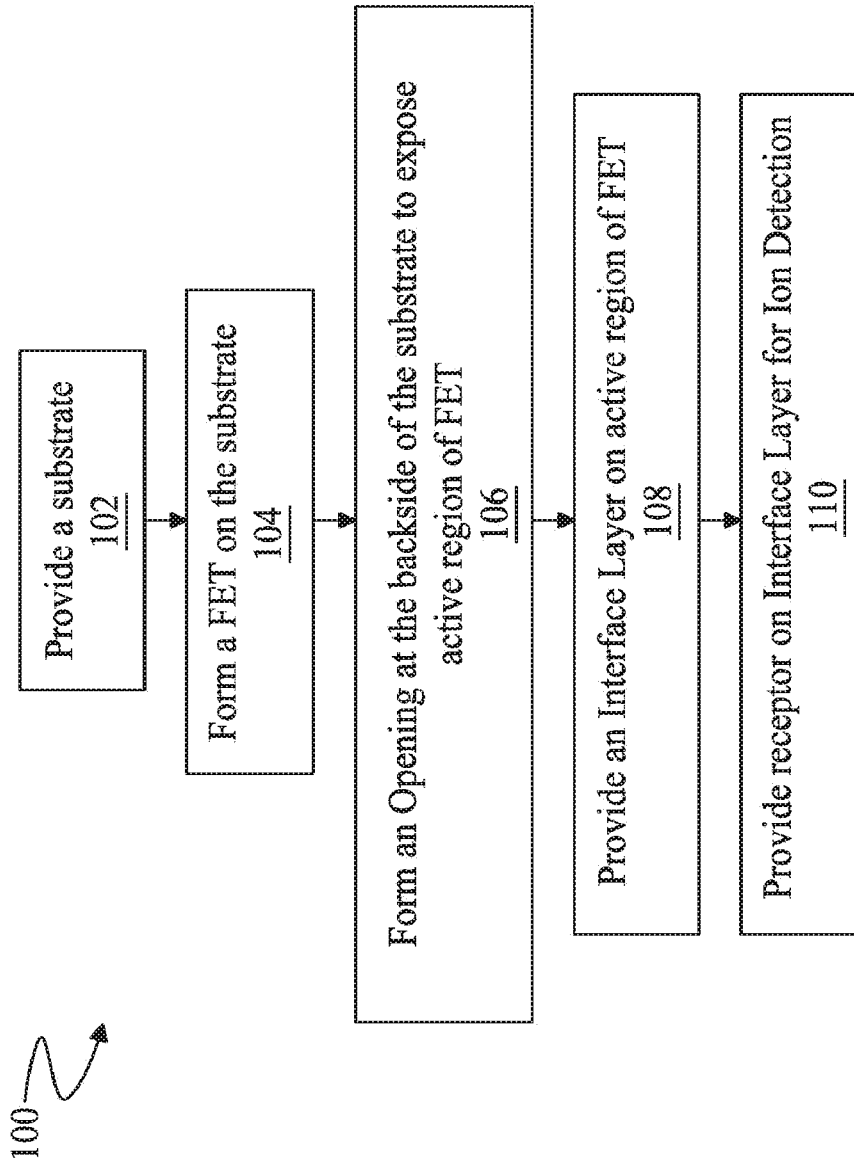 100
Provide a substrate
102
Form a FET on the substrate
104
Form an Opening at the backside of the substrate to expose
active region of FET
106
Provide an Interface Layer on active region of FET
108
Provide receptor on Interface Layer for Ion Detection
110